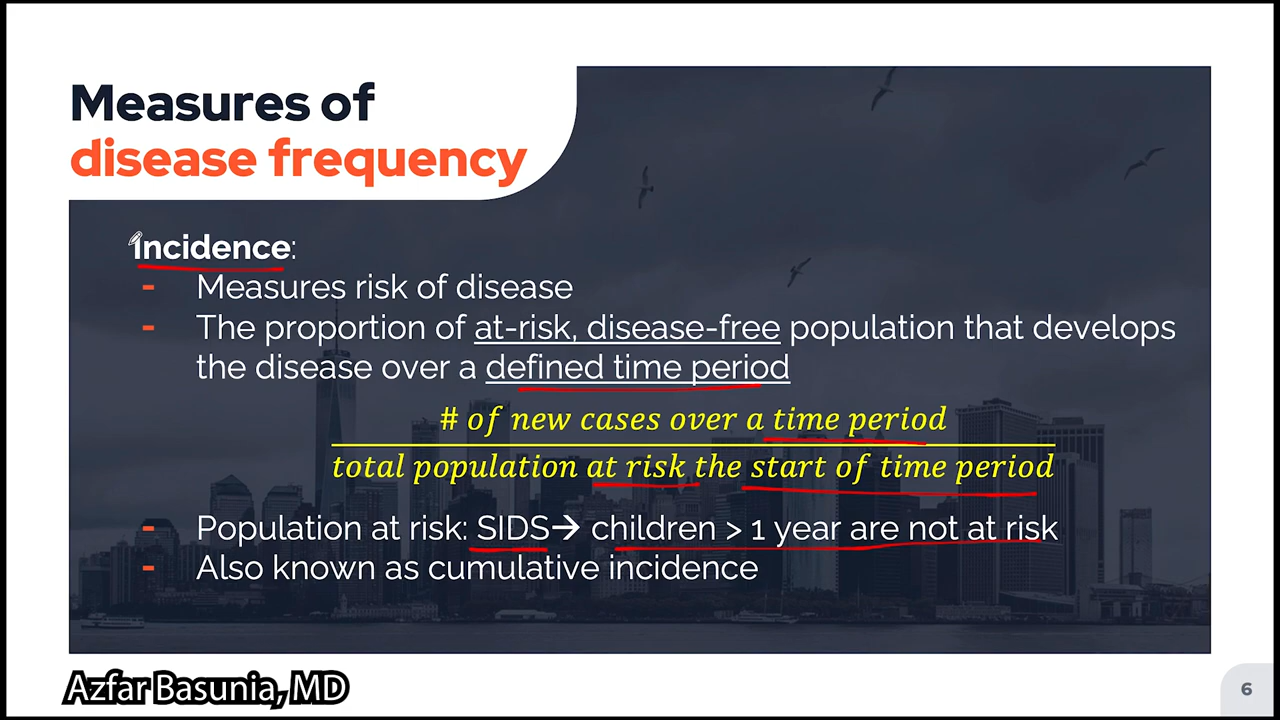 Measures of
disease frequency
Incidence:
- Measures risk of disease
- The proportion of at-risk, disease-free population that develops
the disease over a defined time period
# of new cases over a time period
total population at risk the start of time period
- Population at risk: SIDS→ children > 1 year are not at risk
- Also known as cumulative incidence
Azfar Basunia, MD
6